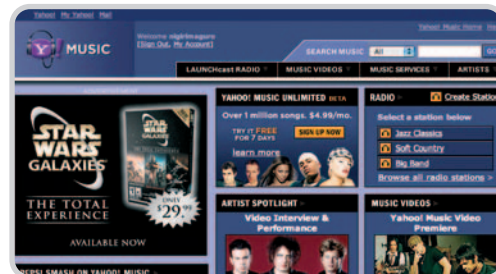 Yahoo! My Yahoo! Mail
Yahoo! Music Home
Welcome nightmaguro
[Sign Out, My Account]
Y! MUSIC
SEARCH MUSIC All GO
LAUNCHcast RADIO MUSIC VIDEOS MUSIC SERVICES ARTISTS
STAR WARS GALAXIES
THE TOTAL EXPERIENCE
ONLY $29.99
AVAILABLE NOW
YAHOO! MUSIC UNLIMITED BETA
Over 1 million songs. $4.99/mo.
TRY IT FREE FOR 7 DAYS
SIGN UP NOW
learn more
RADIO Create Station
Select a station below
Jazz Classics
Soft Country
Big Band
Browse all radio stations >
ARTIST SPOTLIGHT
Video Interview &
Performance
MUSIC VIDEOS
Yahoo! Music Video
Premiere
PEPSI SMASH ON YAHOO! MUSIC